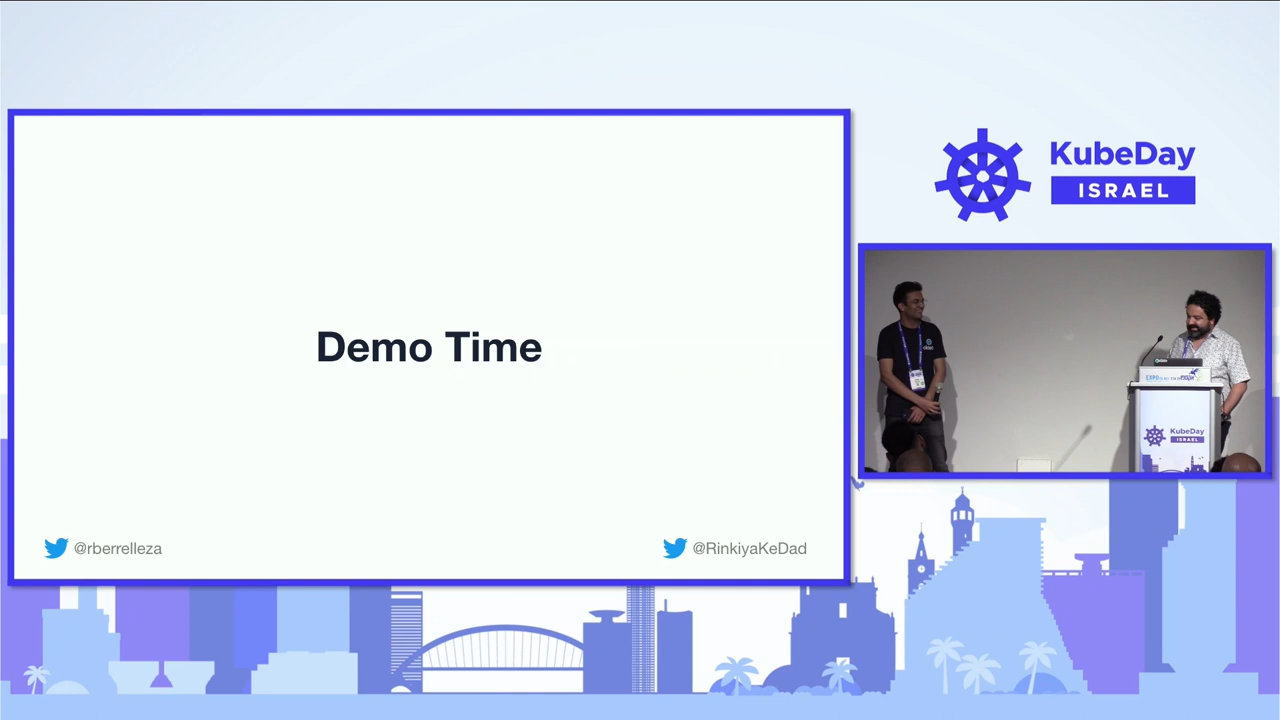 Demo Time
@rberrelleza
@RinkiyaKeDad
KubeDay
ISRAEL
KubeDay
ISRAEL